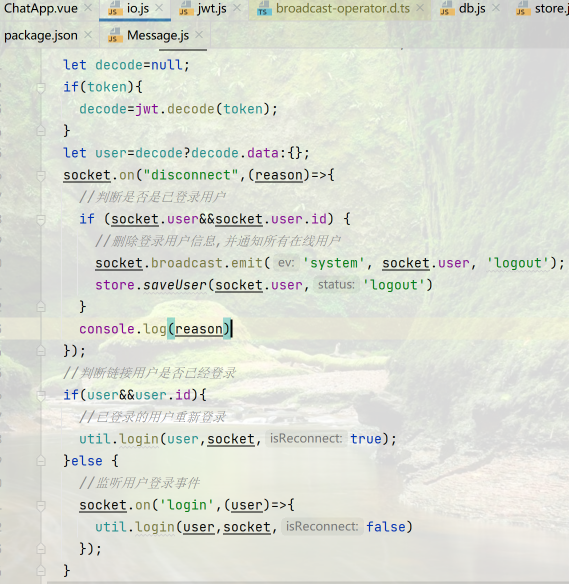 ChatApp.vue io.js jwt.js broadcast-operator.d.ts db.js store.j
package.json Message.js
let decode=null;
if(token){
decode=jwt.decode(token);
}
let user=decode?decode.data:{};
socket.on("disconnect",(reason)=>{
//判断是否是已登录用户
if (socket.user&&socket.user.id) {
//删除登录用户信息,并通知所有在线用户
socket.broadcast.emit( ev: 'system', socket.user, 'logout');
store.saveUser(socket.user, status: 'logout')
}
console.log(reason)
});
//判断链接用户是否已经登录
if(user&&user.id){
//已登录的用户重新登录
util.login(user,socket, isReconnect: true);
}else {
//监听用户登录事件
socket.on('login',(user)=>{
util.login(user,socket, isReconnect: false)
});
}